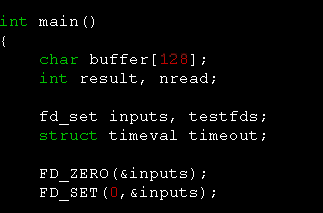 int main()
{
    char buffer[128];
    int result, nread;

    fd_set inputs, testfds;
    struct timeval timeout;

    FD_ZERO(&inputs);
    FD_SET(0,&inputs);